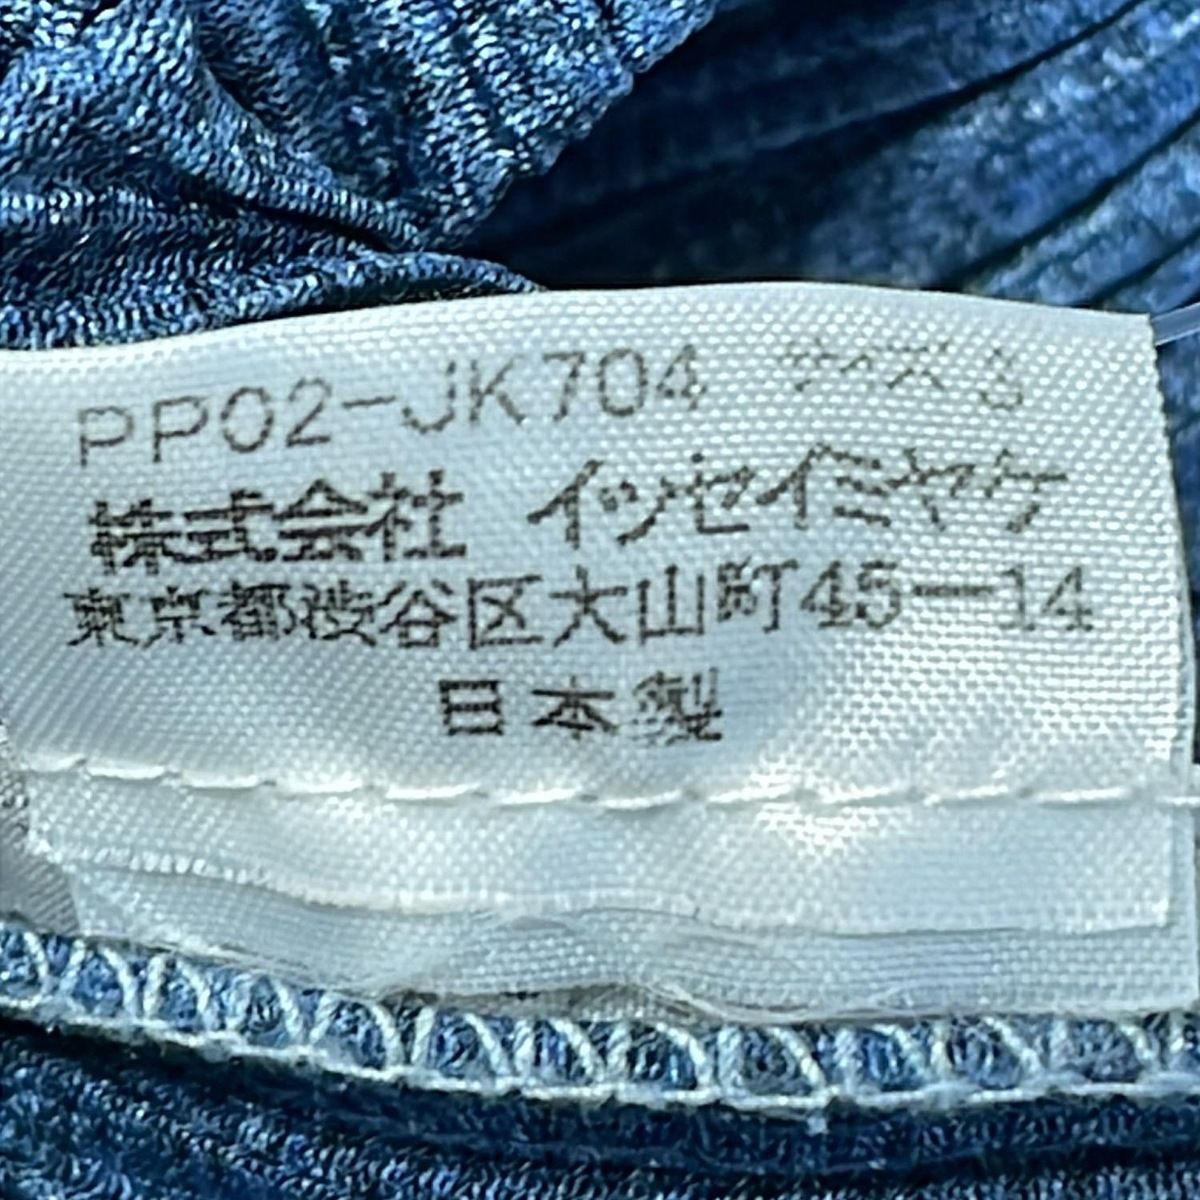 PP02-JK704 サイズ 3
株式会社 イッセイミヤケ
東京都渋谷区大山町45-14
日本製